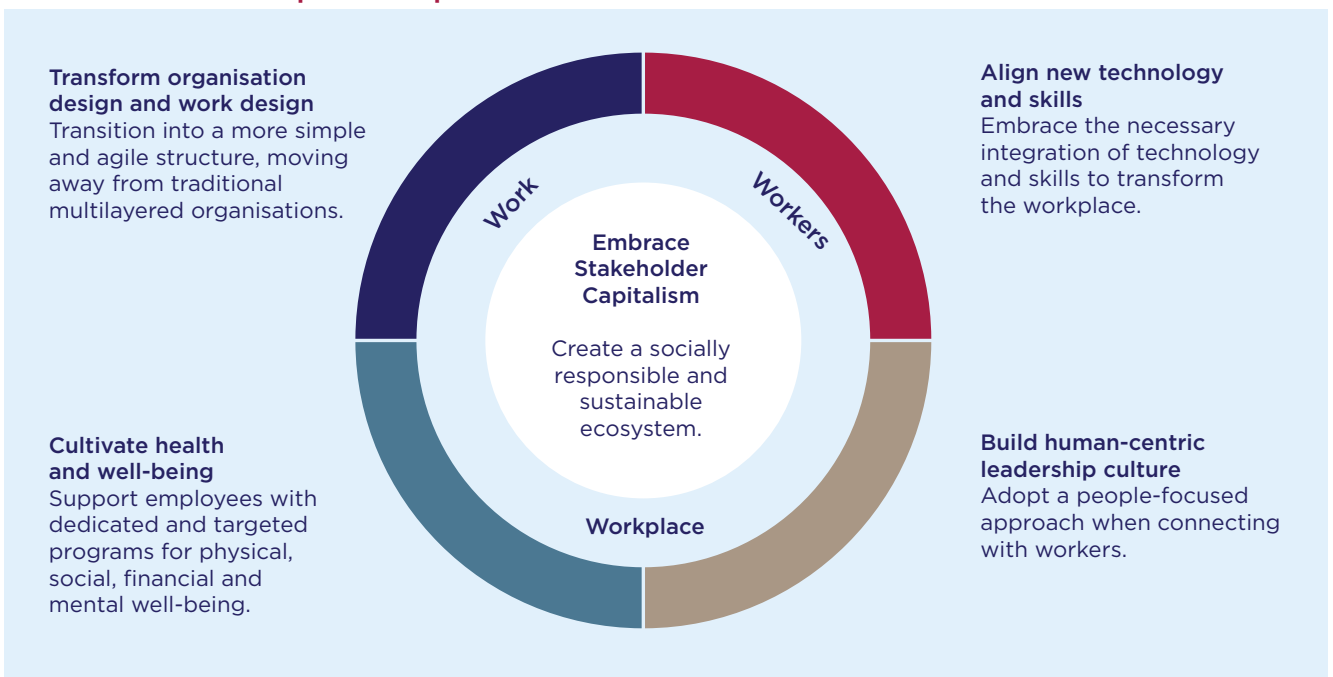 Transform organisation
design and work design
Transition into a more simple
and agile structure, moving
away from traditional
multilayered organisations.
Align new technology
and skills
Embrace the necessary
integration of technology
and skills to transform
the workplace.
Work
Workers
Embrace
Stakeholder
Capitalism
Create a socially
responsible and
sustainable
ecosystem.
Workplace
Cultivate health
and well-being
Support employees with
dedicated and targeted
programs for physical,
social, financial and
mental well-being.
Build human-centric
leadership culture
Adopt a people-focused
approach when connecting
with workers.